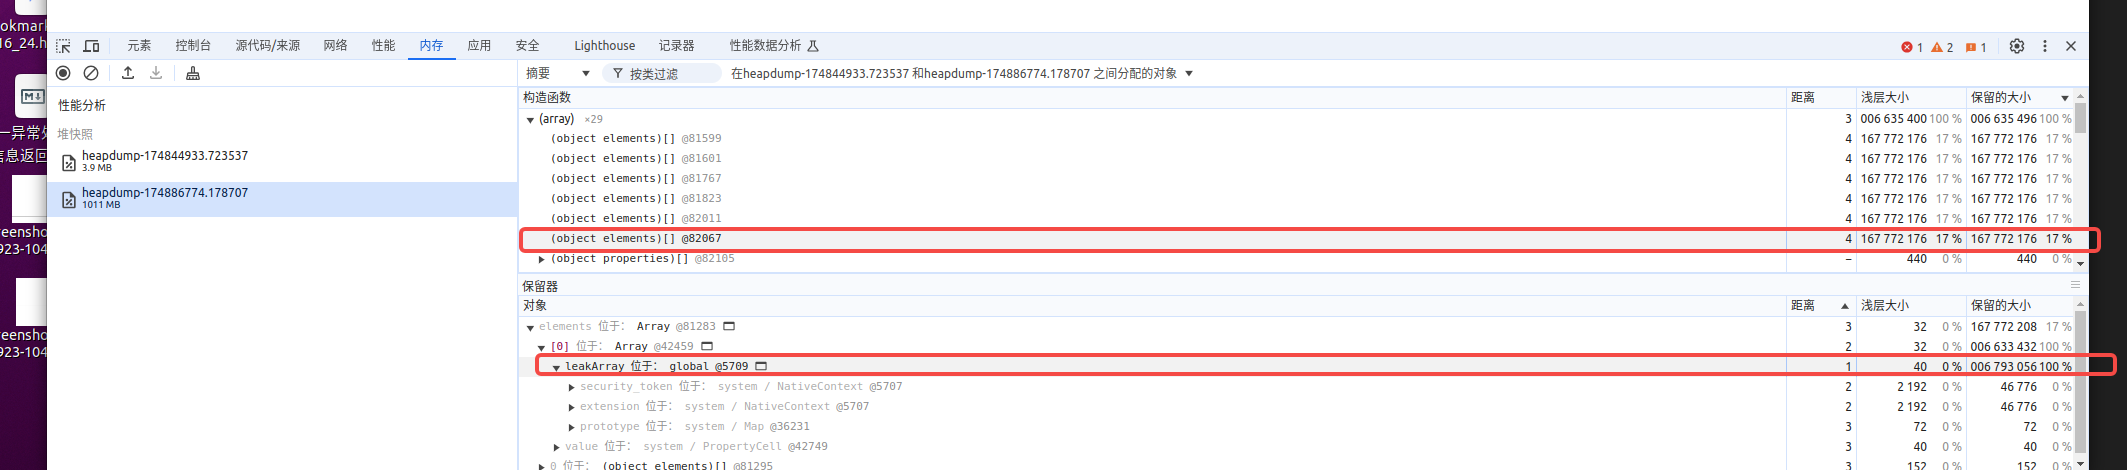 okmark
16_24.h
一异常处
信息返回
reensho
923-104
reensho
923-104
元素 控制台 源代码/来源 网络 性能 内存 应用 安全 Lighthouse 记录器 性能数据分析 1 2 1
摘要 按类过滤 在heapdump-174844933.723537 和heapdump-174886774.178707 之间分配的对象
性能分析
堆快照
heapdump-174844933.723537
3.9 MB
heapdump-174886774.178707
1011 MB
构造函数 距离 浅层大小 保留的大小
(array) ×29 3 006 635 400 100 % 006 635 496 100 %
(object elements)[] @81599 4 167 772 176 17 % 167 772 176 17 %
(object elements)[] @81601 4 167 772 176 17 % 167 772 176 17 %
(object elements)[] @81767 4 167 772 176 17 % 167 772 176 17 %
(object elements)[] @81823 4 167 772 176 17 % 167 772 176 17 %
(object elements)[] @82011 4 167 772 176 17 % 167 772 176 17 %
(object elements)[] @82067 4 167 772 176 17 % 167 772 176 17 %
(object properties)[] @82105 – 440 0 % 440 0 %
保留器
对象 距离 浅层大小 保留的大小
elements 位于: Array @81283 3 32 0 % 167 772 208 17 %
[0] 位于: Array @42459 2 32 0 % 006 633 432 100 %
leakArray 位于: global @5709 1 40 0 % 006 793 056 100 %
security_token 位于: system / NativeContext @5707 2 2 192 0 % 46 776 0 %
extension 位于: system / NativeContext @5707 2 2 192 0 % 46 776 0 %
prototype 位于: system / Map @36231 3 72 0 % 72 0 %
value 位于: system / PropertyCell @42749 3 40 0 % 40 0 %
0 位于: (object elements)[] @81295 3 152 0 % 152 0 %